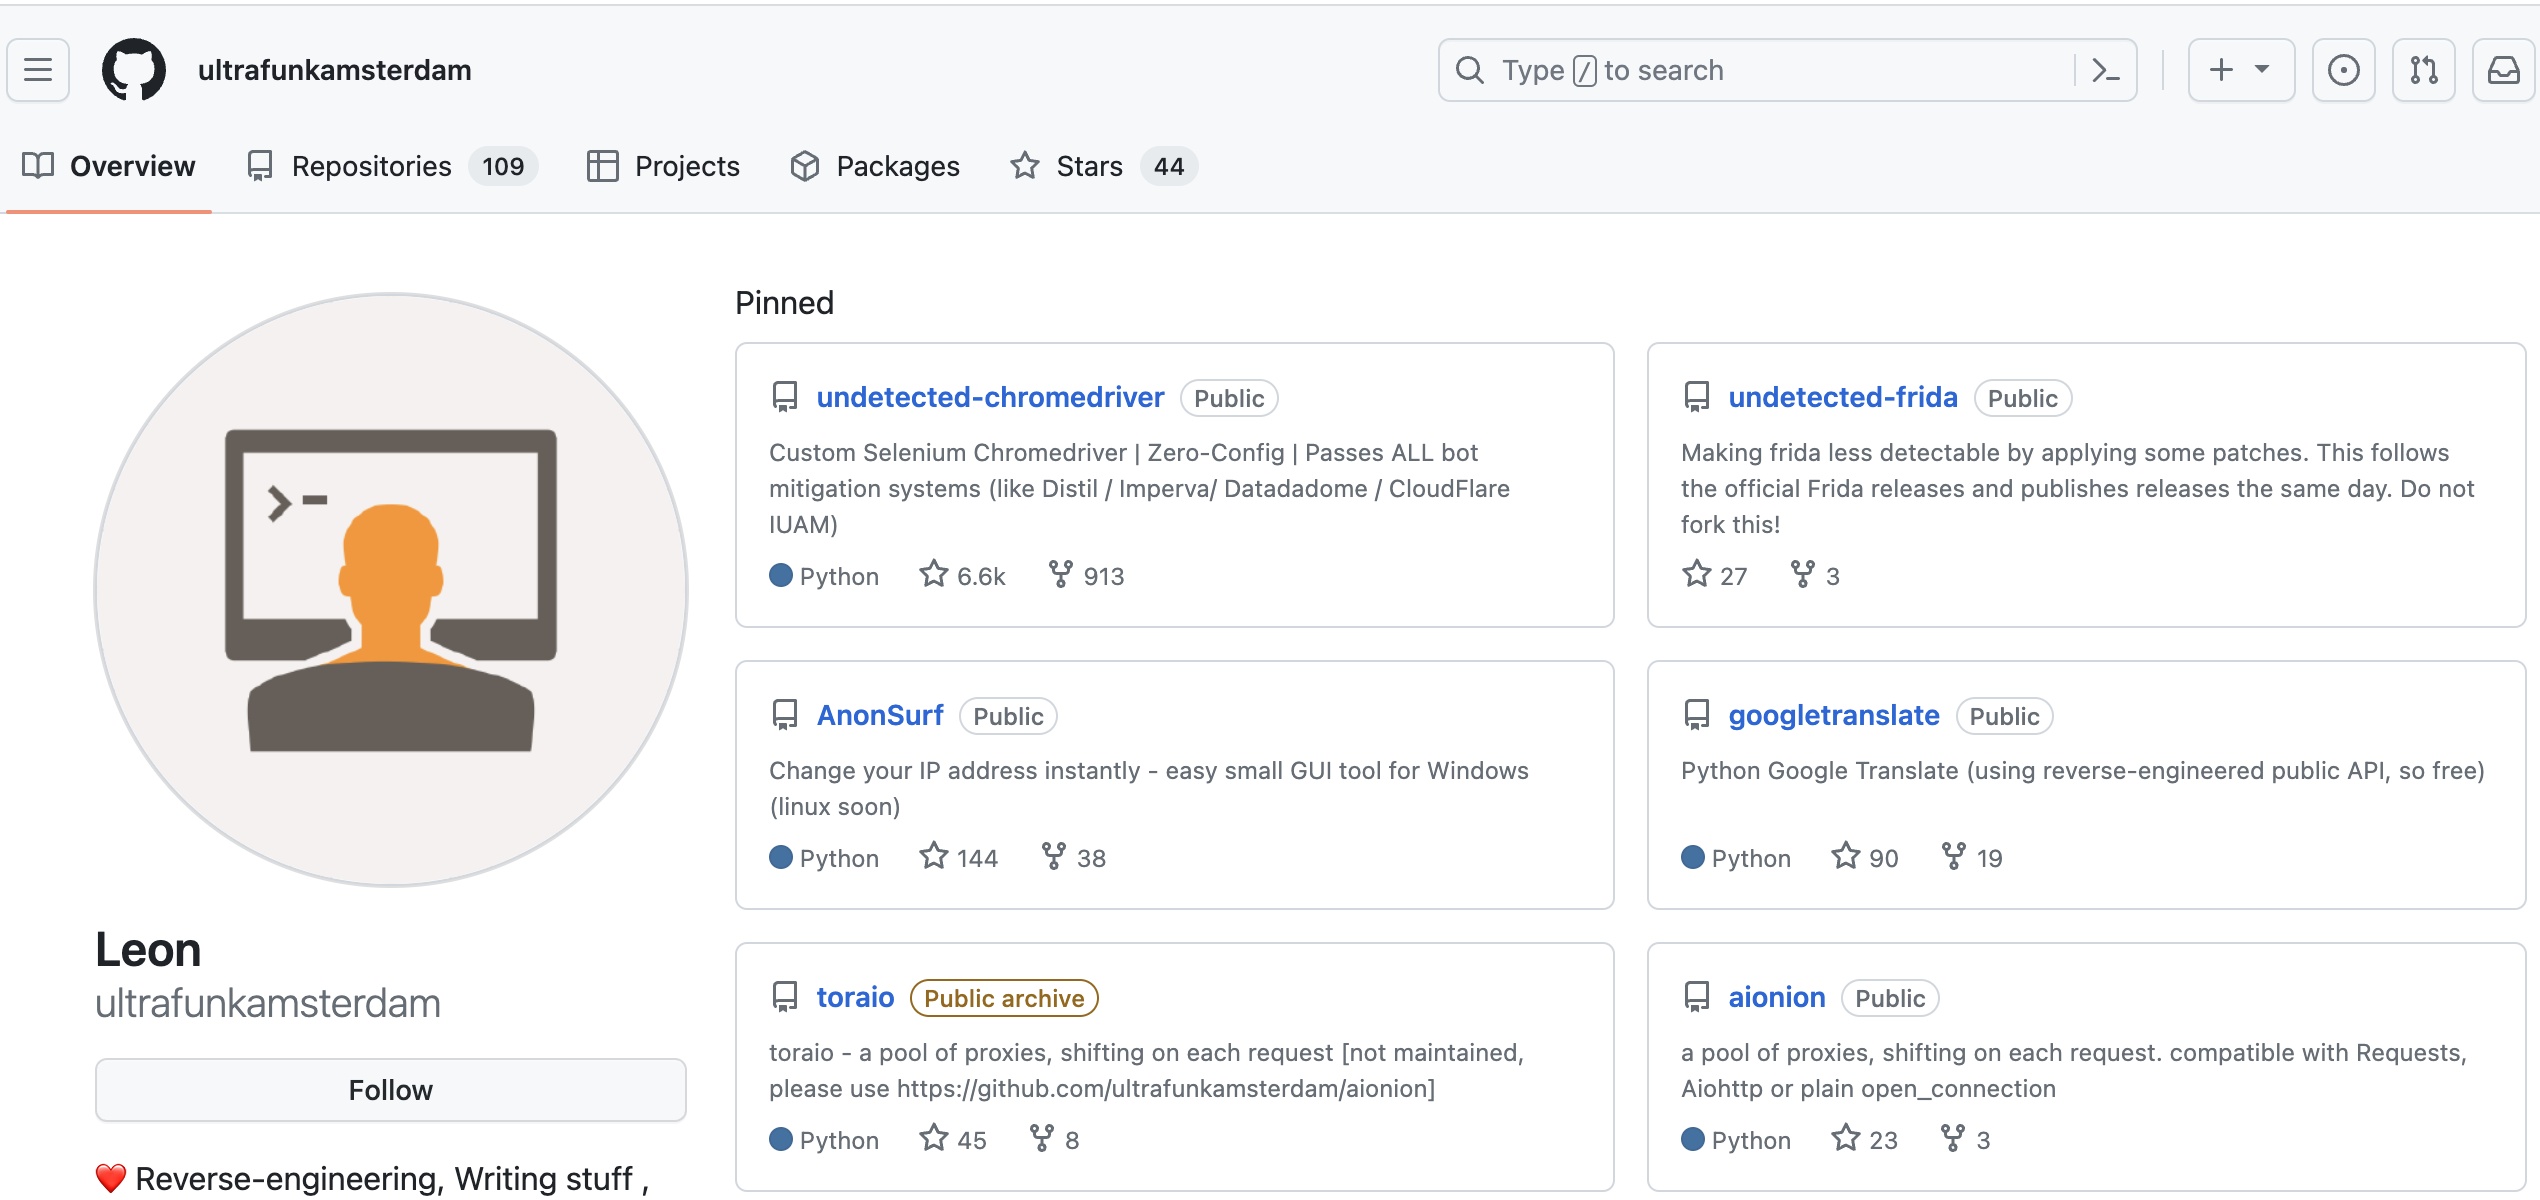 ultrafunkamsterdam
Type / to search
Overview
Repositories 109
Projects
Packages
Stars 44
Leon
ultrafunkamsterdam
Follow
❤️ Reverse-engineering, Writing stuff ,
Pinned
undetected-chromedriver Public
Custom Selenium Chromedriver | Zero-Config | Passes ALL bot
mitigation systems (like Distil / Imperva/ Datadadome / CloudFlare
IUAM)
Python 6.6k 913
undetected-frida Public
Making frida less detectable by applying some patches. This follows
the official Frida releases and publishes releases the same day. Do not
fork this!
27 3
AnonSurf Public
Change your IP address instantly - easy small GUI tool for Windows
(linux soon)
Python 144 38
googletranslate Public
Python Google Translate (using reverse-engineered public API, so free)
Python 90 19
toraio Public archive
toraio - a pool of proxies, shifting on each request [not maintained,
please use https://github.com/ultrafunkamsterdam/aionion]
Python 45 8
aionion Public
a pool of proxies, shifting on each request. compatible with Requests,
Aiohttp or plain open_connection
Python 23 3